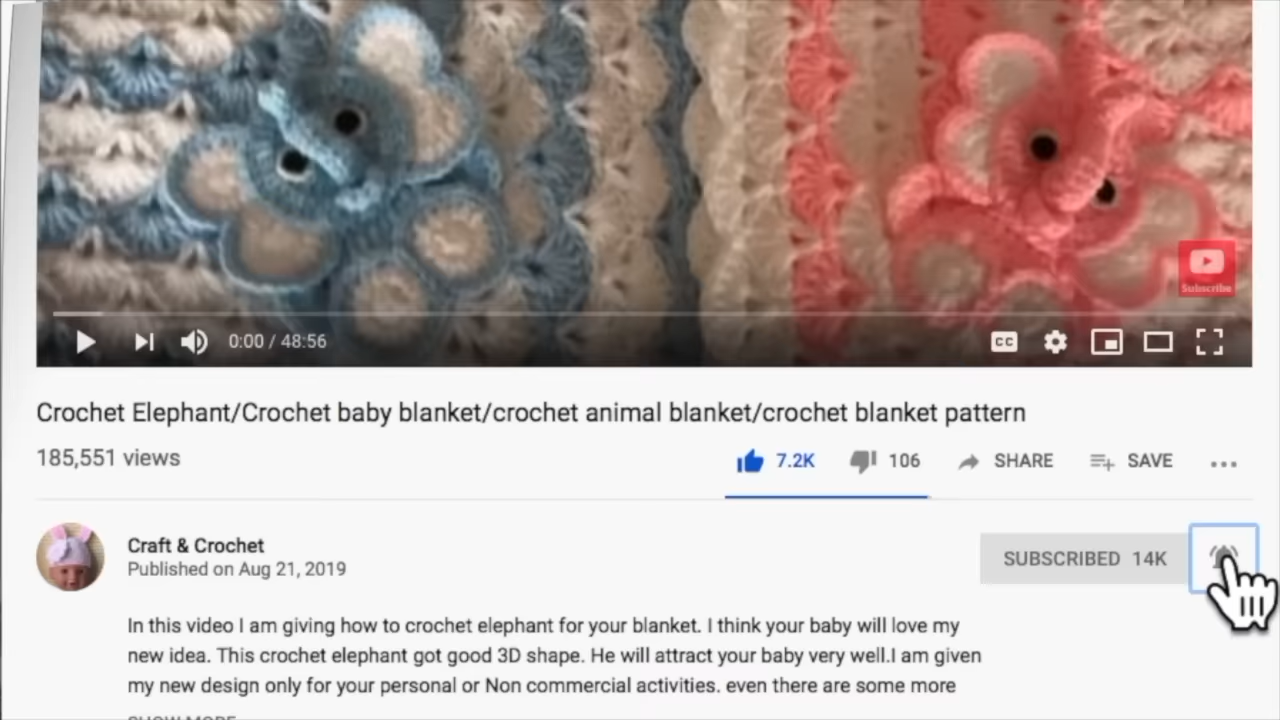 Subscribe
0:00 / 48:56
CC
Crochet Elephant/Crochet baby blanket/crochet animal blanket/crochet blanket pattern
185,551 views
7.2K 106 SHARE SAVE
Craft & Crochet
Published on Aug 21, 2019
SUBSCRIBED 14K
In this video I am giving how to crochet elephant for your blanket. I think your baby will love my
new idea. This crochet elephant got good 3D shape. He will attract your baby very well.I am given
my new design only for your personal or Non commercial activities. even there are some more
SHOW MORE